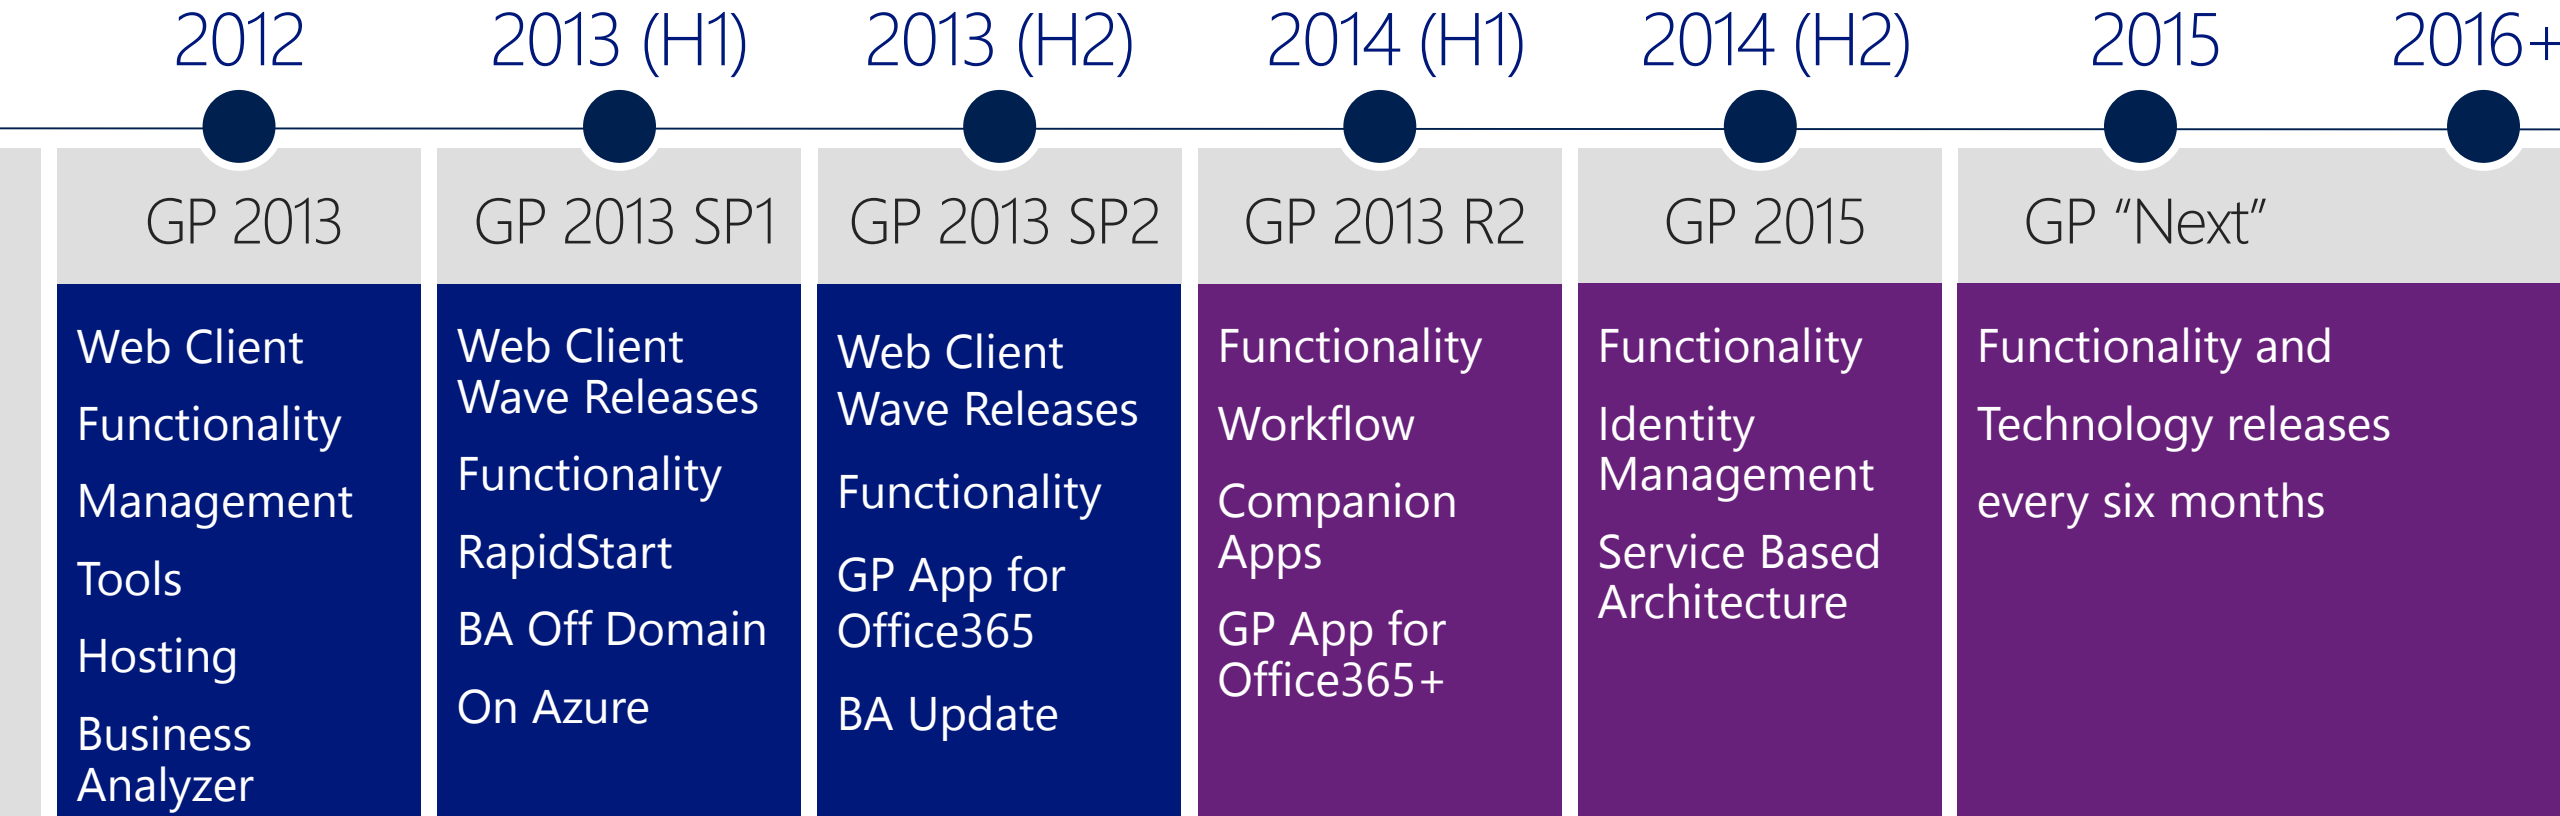 2012
2013 (H1)
2013 (H2)
2014 (H1)
2014 (H2)
2015
2016+
GP 2013
Web Client
Functionality
Management
Tools
Hosting
Business
Analyzer
GP 2013 SP1
Web Client
Wave Releases
Functionality
RapidStart
BA Off Domain
On Azure
GP 2013 SP2
Web Client
Wave Releases
Functionality
GP App for
Office365
BA Update
GP 2013 R2
Functionality
Workflow
Companion
Apps
GP App for
Office365+
GP 2015
Functionality
Identity
Management
Service Based
Architecture
GP “Next”
Functionality and
Technology releases
every six months